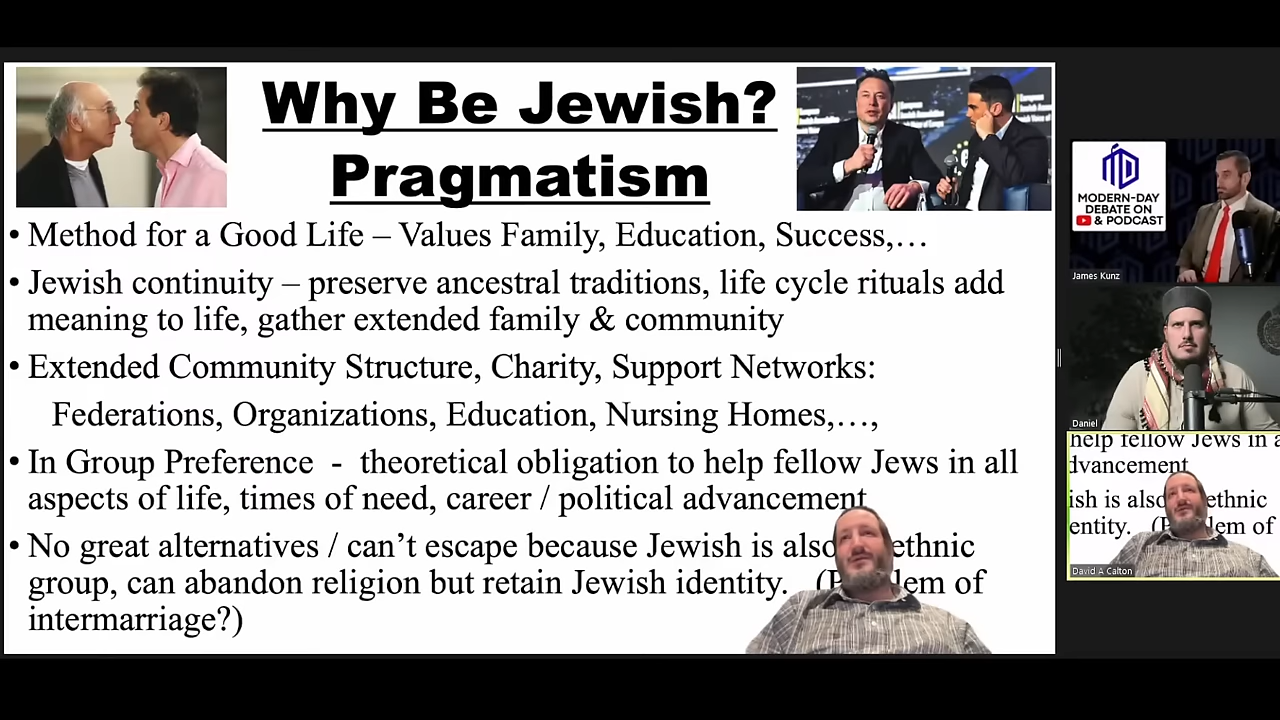 Why Be Jewish?
Pragmatism
• Method for a Good Life – Values Family, Education, Success,…
• Jewish continuity – preserve ancestral traditions, life cycle rituals add
meaning to life, gather extended family & community
• Extended Community Structure, Charity, Support Networks:
Federations, Organizations, Education, Nursing Homes,…,
• In Group Preference - theoretical obligation to help fellow Jews in all
aspects of life, times of need, career / political advancement
• No great alternatives / can’t escape because Jewish is also ethnic
group, can abandon religion but retain Jewish identity. (P lem of
intermarriage?)
MODERN-DAY
DEBATE ON
& PODCAST
James Kunz
Daniel
help fellow Jews in a
dvancement
ish is also ethnic
entity. (P lem of
David A Calton